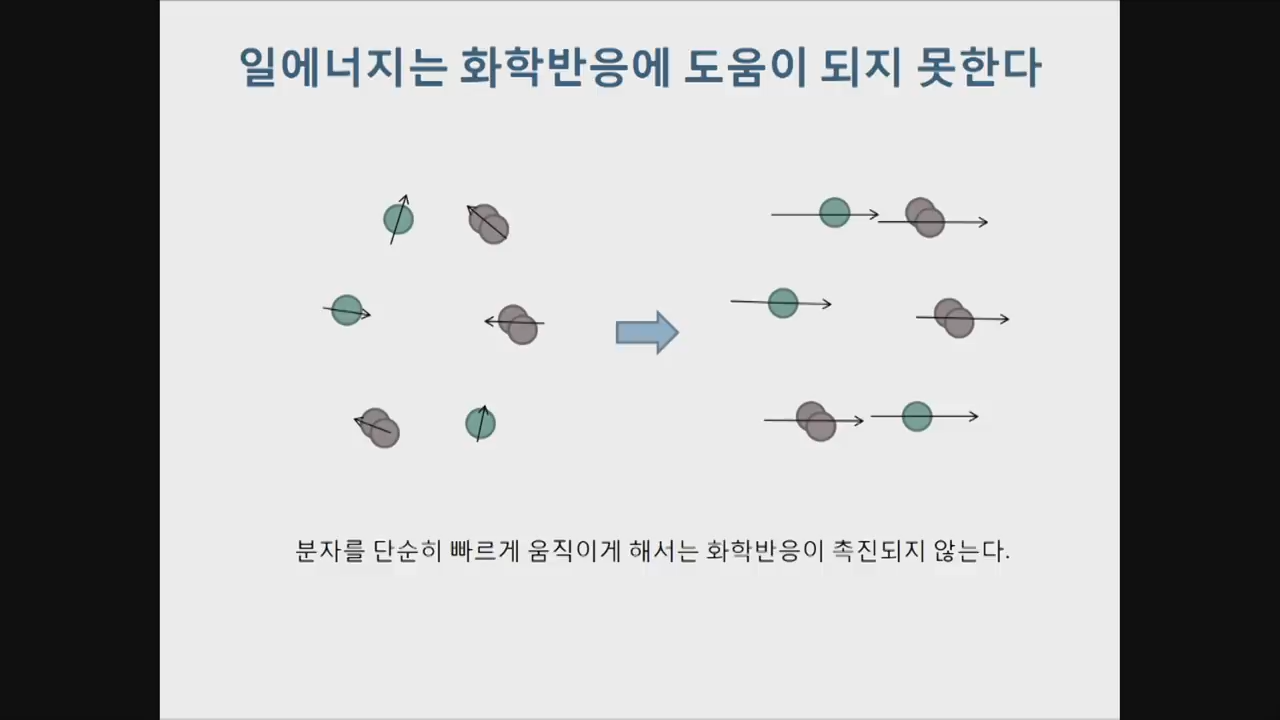 일에너지는 화학반응에 도움이 되지 못한다
분자를 단순히 빠르게 움직이게 해서는 화학반응이 촉진되지 않는다.